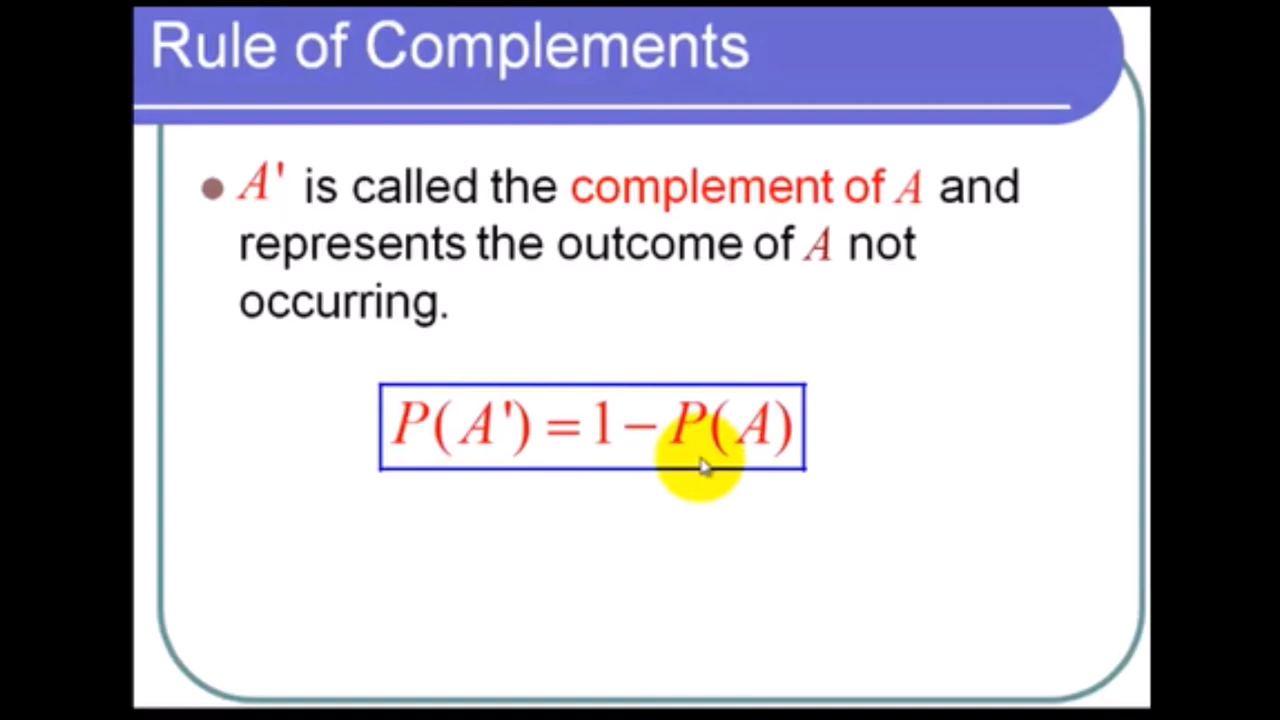 Rule of Complements
A' is called the complement of A and
represents the outcome of A not
occurring.
P(A') = 1 − P(A)